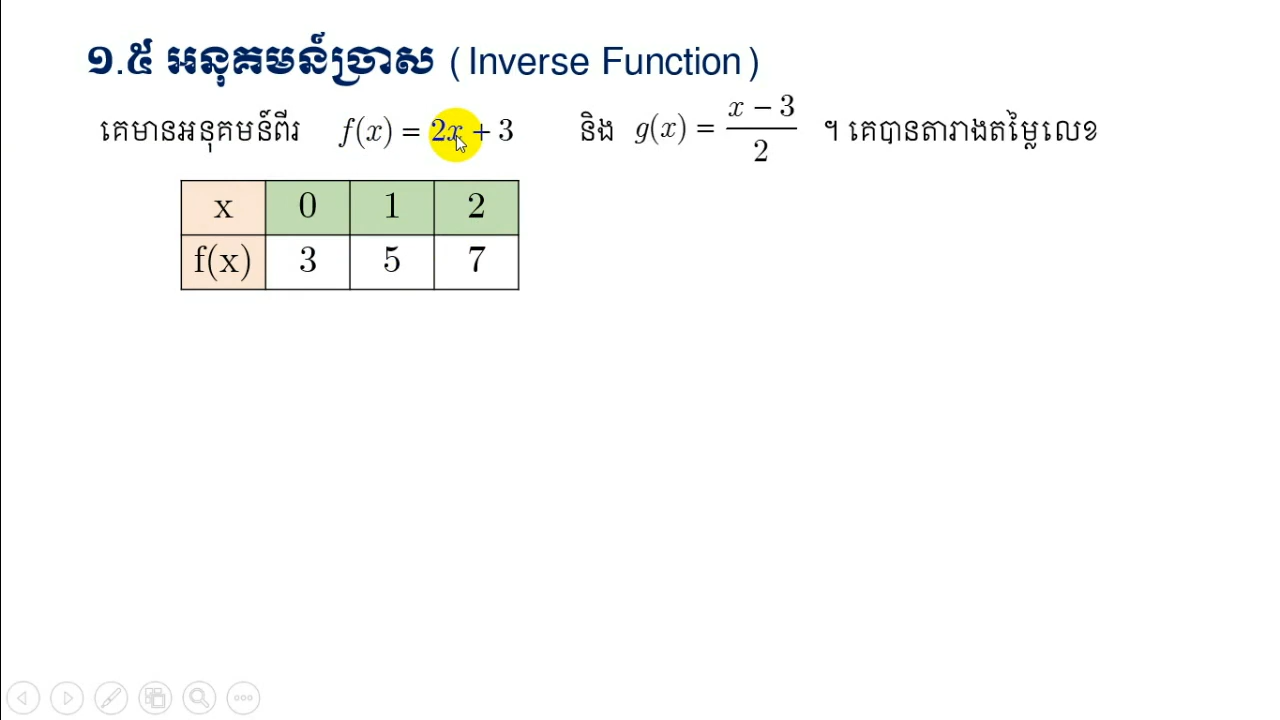 ១.៥ អនុគមន៍ច្រាស (Inverse Function)
គេមានអនុគមន៍ពីរ f(x) = 2x + 3 និង g(x) = \frac{x − 3}{2} ។ គេបានតារាងតម្លៃលេខ
x 0 1 2
f(x) 3 5 7